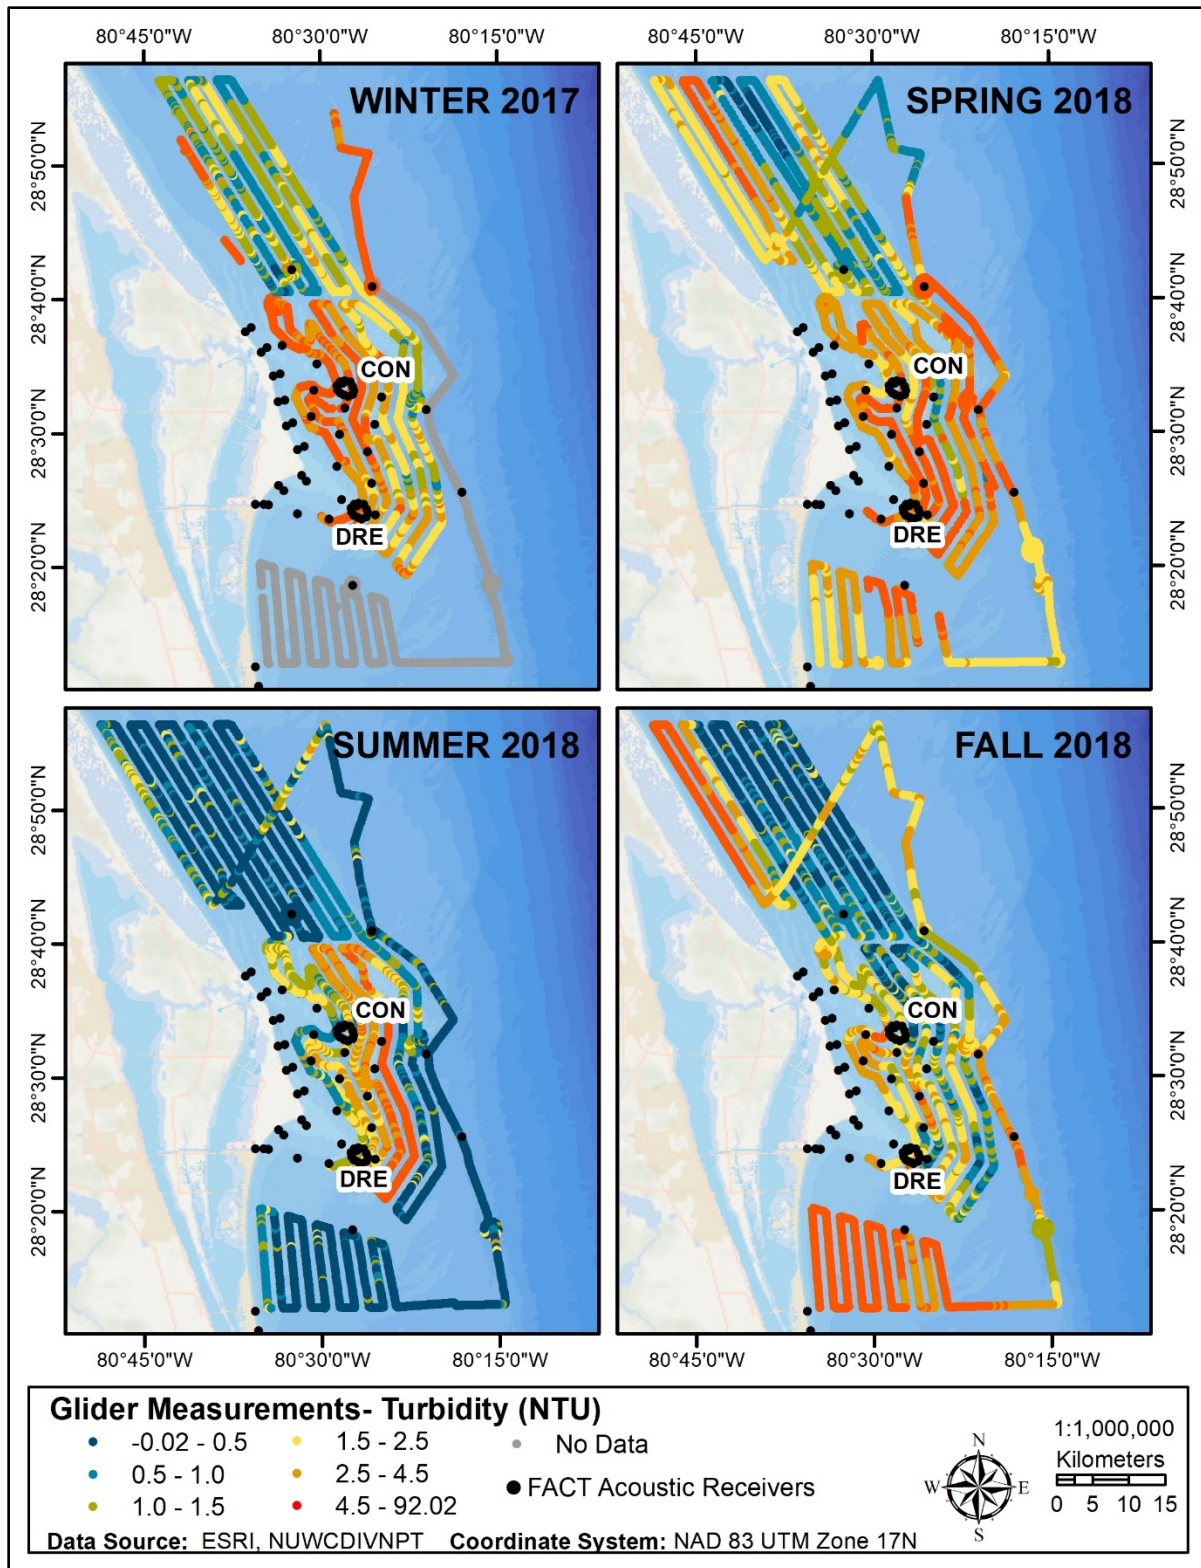 80°45'0"W 80°30'0"W 80°15'0"W 80°45'0"W 80°30'0"W 80°15'0"W
WINTER 2017
SPRING 2018
28°50'0"N
28°40'0"N
28°30'0"N
28°20'0"N
28°50'0"N
28°40'0"N
28°30'0"N
28°20'0"N
CON
DRE
CON
DRE
SUMMER 2018
FALL 2018
28°50'0"N
28°40'0"N
28°30'0"N
28°20'0"N
28°50'0"N
28°40'0"N
28°30'0"N
28°20'0"N
CON
DRE
CON
DRE
80°45'0"W 80°30'0"W 80°15'0"W 80°45'0"W 80°30'0"W 80°15'0"W
Glider Measurements- Turbidity (NTU)
-0.02 - 0.5
0.5 - 1.0
1.0 - 1.5
1.5 - 2.5
2.5 - 4.5
4.5 - 92.02
No Data
FACT Acoustic Receivers
N
W E
S
1:1,000,000
Kilometers
0 5 10 15
Data Source: ESRI, NUWCDIVNPT Coordinate System: NAD 83 UTM Zone 17N